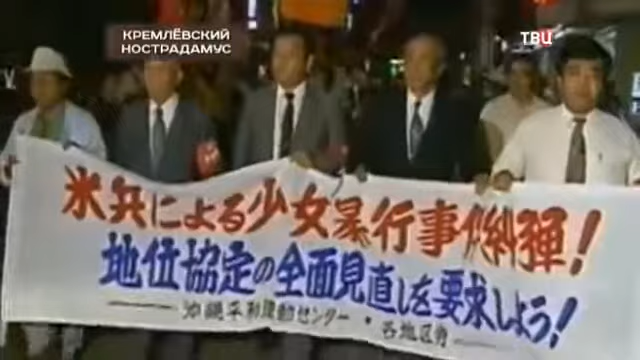 КРЕМЛЁВСКИЙ
НОСТРАДАМУС
ТВЦ
米兵による少女暴行事件糾弾!
地位協定の全面見直しを要求しよう!
沖縄平和運動センター・各地区労